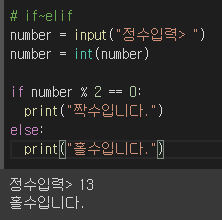 # if~elif
number = input("정수입력> ")
number = int(number)
if number % 2 == 0:
  print("짝수입니다.")
else:
  print("홀수입니다.")
정수입력> 13
홀수입니다.